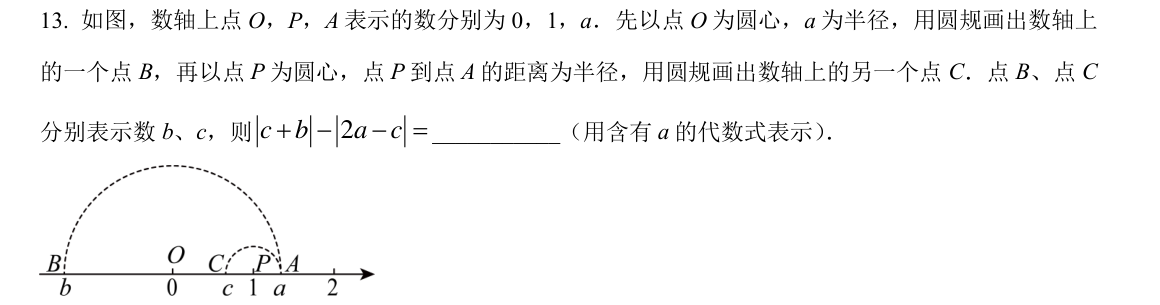 13. 如图，数轴上点 O，P，A 表示的数分别为 0，1，a．先以点 O 为圆心，a 为半径，用圆规画出数轴上
的一个点 B，再以点 P 为圆心，点 P 到点 A 的距离为半径，用圆规画出数轴上的另一个点 C．点 B、点 C
分别表示数 b、c，则|c+b|−|2a−c|=___________（用含有 a 的代数式表示）．
B O C P A
b 0 c 1 a 2